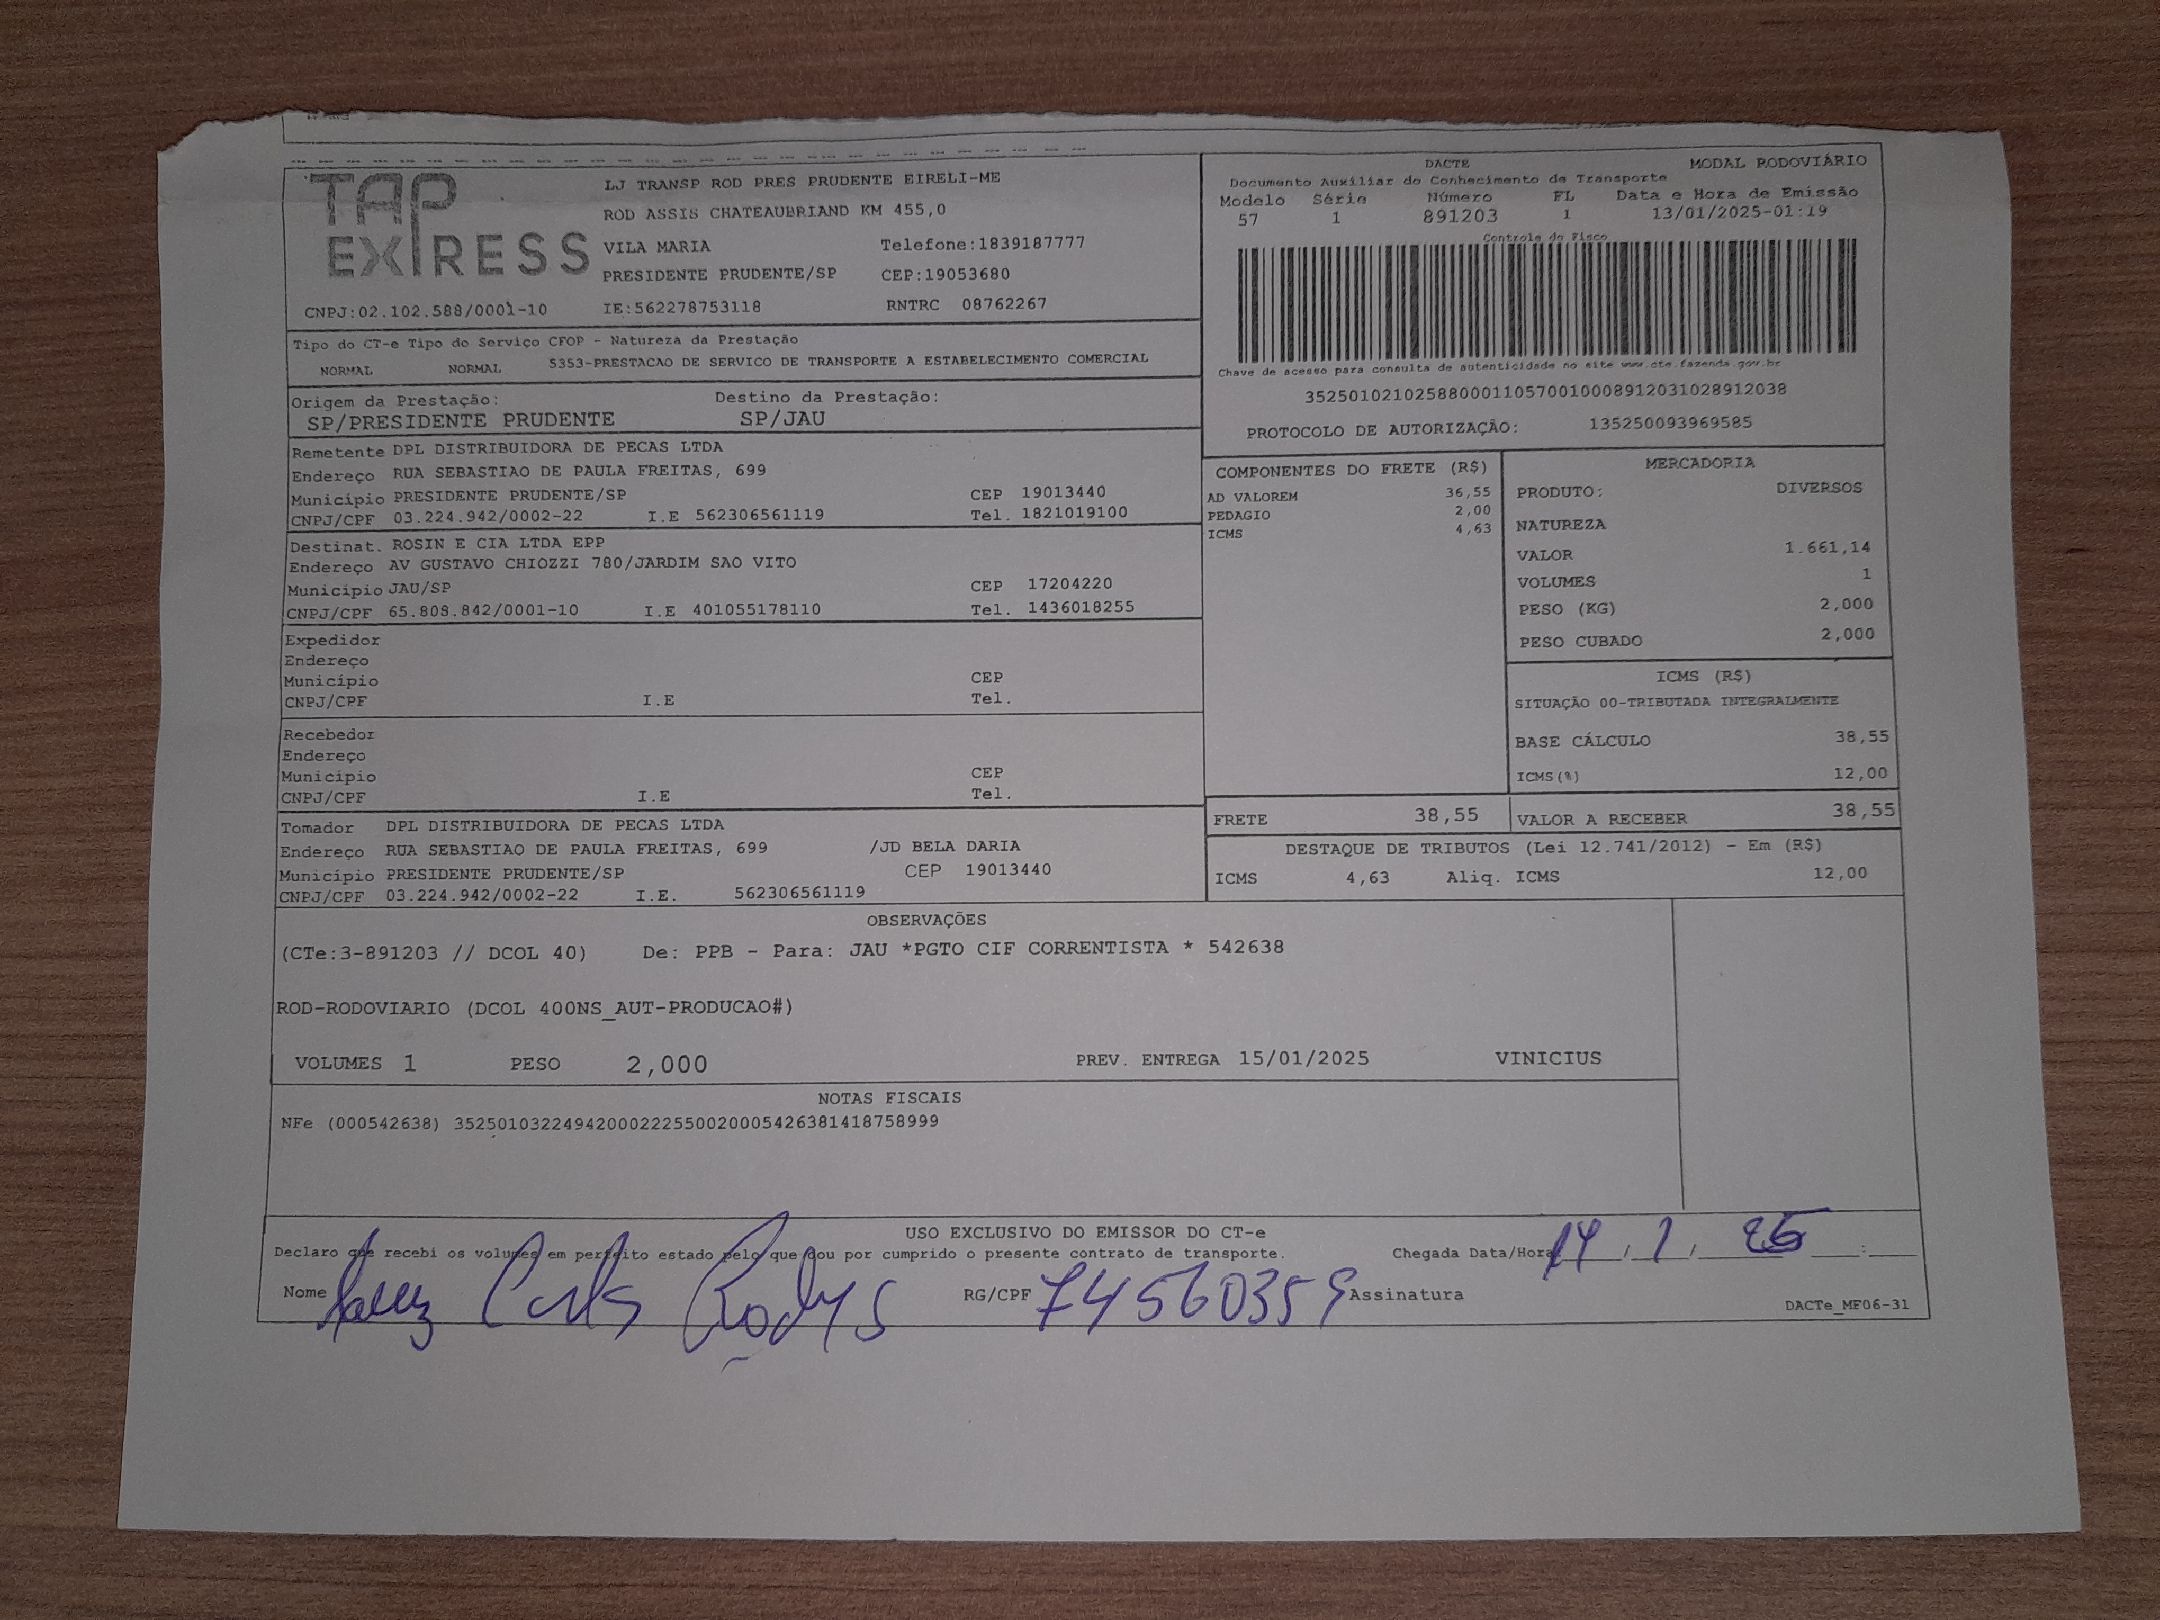 TAP
EXPRESS
LJ TRANSP ROD PRES PRUDENTE EIRELI-ME
ROD ASSIS CHATEAUBRIAND KM 455,0
VILA MARIA Telefone:1839187777
PRESIDENTE PRUDENTE/SP CEP:19053680
CNPJ:02.102.588/0001-10 IE:562278753118 RNTRC 08762267
DACTE MODAL RODOVIÁRIO
Documento Auxiliar do Conhecimento de Transporte
Modelo Série Número FL Data e Hora de Emissão
57 1 891203 1 13/01/2025-01:19
Controle do Fisco
Chave de acesso para consulta de autenticidade no site www.cte.fazenda.gov.br
35250102102588000110570010008912031028912038
PROTOCOLO DE AUTORIZAÇÃO: 135250093969585
Tipo do CT-e Tipo do Serviço CFOP - Natureza da Prestação
NORMAL NORMAL 5353-PRESTACAO DE SERVICO DE TRANSPORTE A ESTABELECIMENTO COMERCIAL
Origem da Prestação: Destino da Prestação:
SP/PRESIDENTE PRUDENTE SP/JAU
Remetente DPL DISTRIBUIDORA DE PECAS LTDA
Endereço RUA SEBASTIAO DE PAULA FREITAS, 699
Município PRESIDENTE PRUDENTE/SP CEP 19013440
CNPJ/CPF 03.224.942/0002-22 I.E 562306561119 Tel. 1821019100
Destinat. ROSIN E CIA LTDA EPP
Endereço AV GUSTAVO CHIOZZI 780/JARDIM SAO VITO
Município JAU/SP CEP 17204220
CNPJ/CPF 65.808.842/0001-10 I.E 401055178110 Tel. 1436018255
Expedidor
Endereço
Município CEP
CNPJ/CPF I.E Tel.
Recebedor
Endereço
Município CEP
CNPJ/CPF I.E Tel.
Tomador DPL DISTRIBUIDORA DE PECAS LTDA
Endereço RUA SEBASTIAO DE PAULA FREITAS, 699 /JD BELA DARIA
Município PRESIDENTE PRUDENTE/SP CEP 19013440
CNPJ/CPF 03.224.942/0002-22 I.E. 562306561119
COMPONENTES DO FRETE (R$)
AD VALOREM 36,55
PEDAGIO 2,00
ICMS 4,63
MERCADORIA
PRODUTO: DIVERSOS
NATUREZA
VALOR 1.661,14
VOLUMES 1
PESO (KG) 2,000
PESO CUBADO 2,000
ICMS (R$)
SITUAÇÃO 00-TRIBUTADA INTEGRALMENTE
BASE CÁLCULO 38,55
ICMS(%) 12,00
FRETE 38,55 VALOR A RECEBER 38,55
DESTAQUE DE TRIBUTOS (Lei 12.741/2012) - Em (R$)
ICMS 4,63 Aliq. ICMS 12,00
OBSERVAÇÕES
(CTe:3-891203 // DCOL 40) De: PPB - Para: JAU *PGTO CIF CORRENTISTA * 542638
ROD-RODOVIARIO (DCOL 400NS_AUT-PRODUCAO#)
VOLUMES 1 PESO 2,000 PREV. ENTREGA 15/01/2025 VINICIUS
NOTAS FISCAIS
NFe (000542638) 35250103224942000222550020005426381418758999
USO EXCLUSIVO DO EMISSOR DO CT-e
Declaro que recebi os volumes em perfeito estado pelo que dou por cumprido o presente contrato de transporte. Chegada Data/Hora 14 / 1 / 25 :
Nome RG/CPF 74560359 Assinatura
DACTe_MF06-31